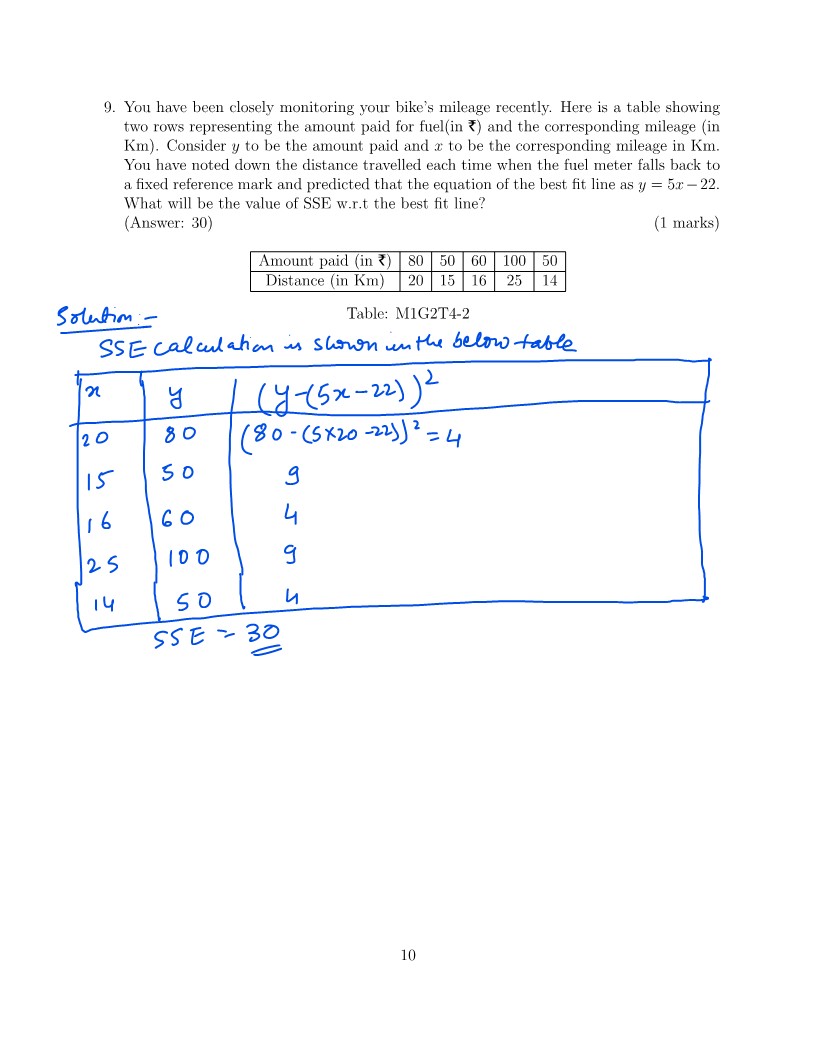 9. You have been closely monitoring your bike's mileage recently. Here is a table showing
two rows representing the amount paid for fuel(in ₹) and the corresponding mileage (in
Km). Consider y to be the amount paid and x to be the corresponding mileage in Km.
You have noted down the distance travelled each time when the fuel meter falls back to
a fixed reference mark and predicted that the equation of the best fit line as y = 5x − 22.
What will be the value of SSE w.r.t the best fit line?
(Answer: 30) (1 marks)
Amount paid (in ₹) 80 50 60 100 50
Distance (in Km) 20 15 16 25 14
Table: M1G2T4-2
Solution:-
SSE calculation is shown in the below table
x y (y-(5x-22))²
20 80 (80-(5×20-22))² = 4
15 50 9
16 60 4
25 100 9
14 50 4
SSE = 30
10